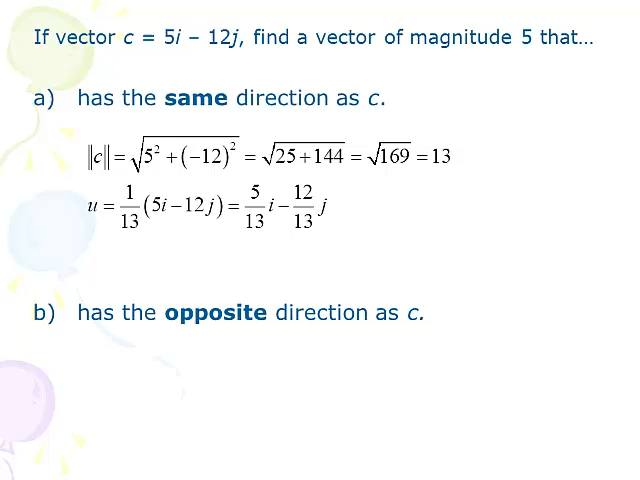 If vector c = 5i – 12j, find a vector of magnitude 5 that…
a) has the same direction as c.
‖c‖ = √(5² + (−12)²) = √(25 + 144) = √169 = 13
u = 1/13 (5i − 12j) = 5/13 i − 12/13 j
b) has the opposite direction as c.